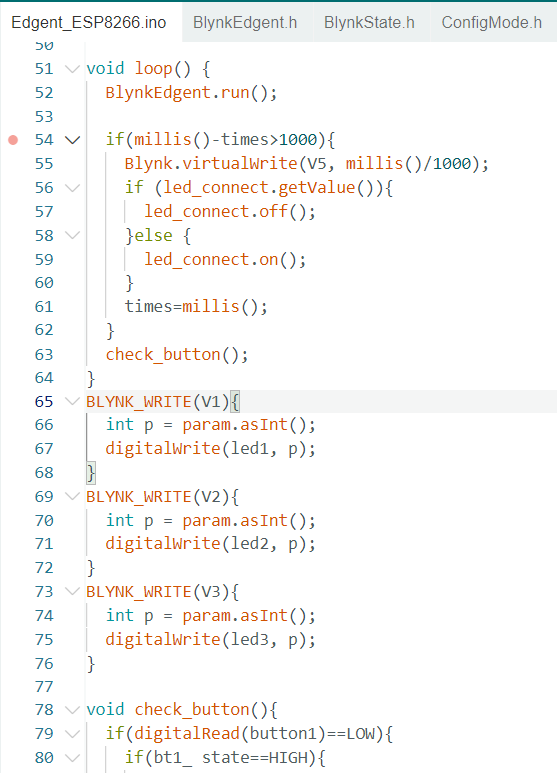 Edgent_ESP8266.ino BlynkEdgent.h BlynkState.h ConfigMode.h
50
51 void loop() {
52 BlynkEdgent.run();
53
54 if(millis()-times>1000){
55 Blynk.virtualWrite(V5, millis()/1000);
56 if (led_connect.getValue()){
57 led_connect.off();
58 }else {
59 led_connect.on();
60 }
61 times=millis();
62 }
63 check_button();
64 }
65 BLYNK_WRITE(V1){
66 int p = param.asInt();
67 digitalWrite(led1, p);
68 }
69 BLYNK_WRITE(V2){
70 int p = param.asInt();
71 digitalWrite(led2, p);
72 }
73 BLYNK_WRITE(V3){
74 int p = param.asInt();
75 digitalWrite(led3, p);
76 }
77
78 void check_button(){
79 if(digitalRead(button1)==LOW){
80 if(bt1_ state==HIGH){